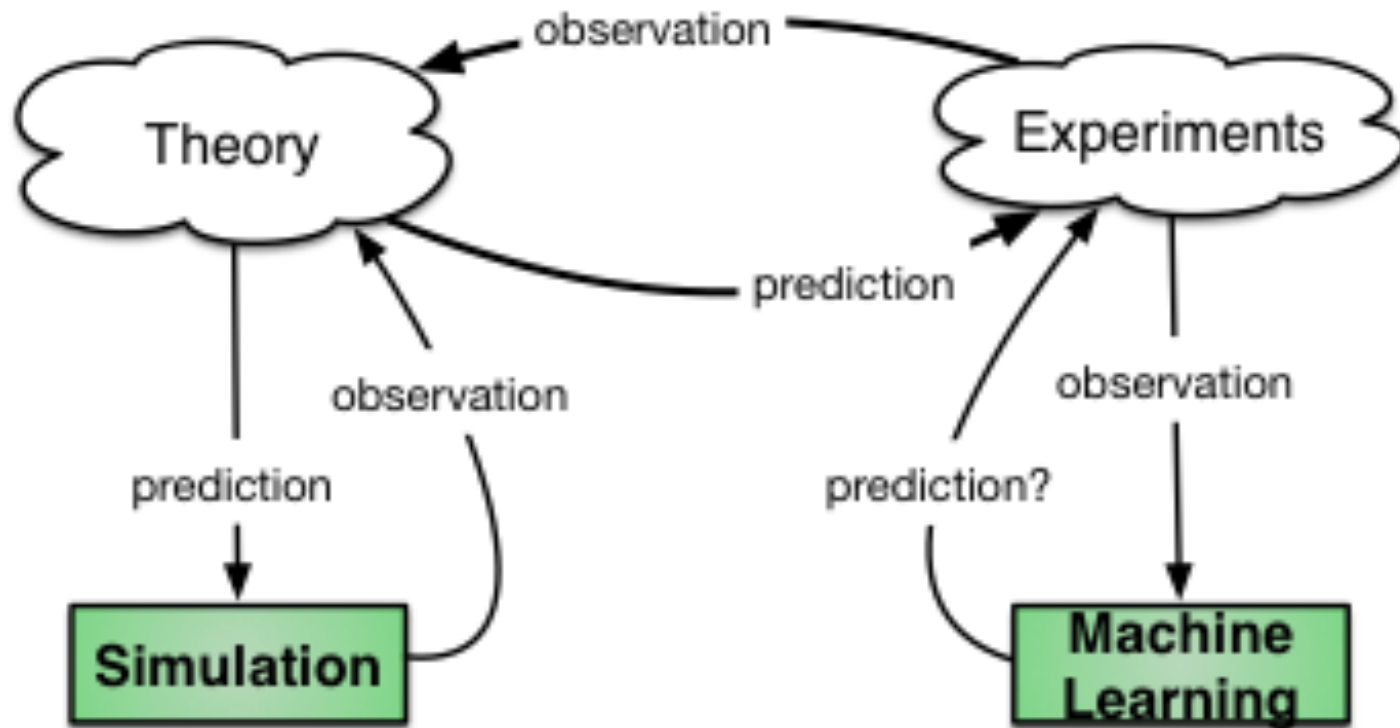 observation
Theory
Experiments
prediction
observation
observation
prediction
prediction?
Simulation
Machine
Learning